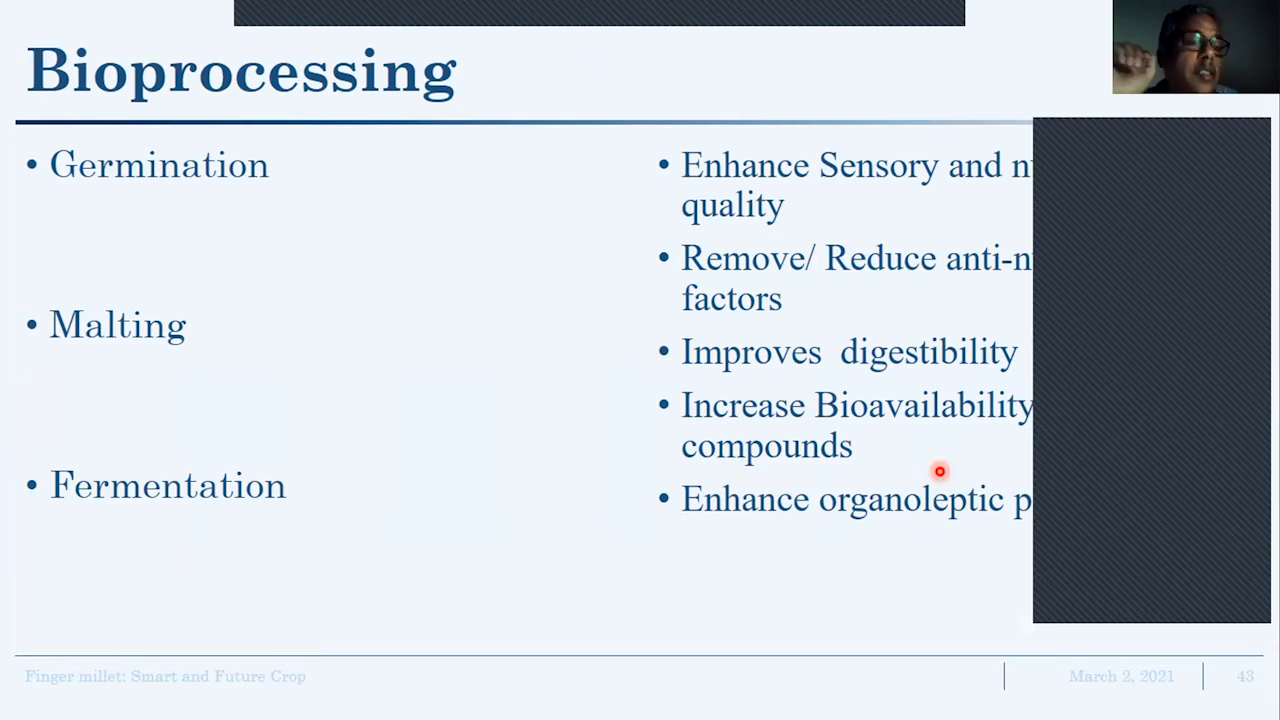 Bioprocessing
• Germination
• Malting
• Fermentation
• Enhance Sensory and
quality
• Remove/ Reduce
factors
• Improves digestibility
• Increase Bioavailability
compounds
• Enhance organoleptic
Finger millet: Smart and Future Crop
March 2, 2021
43